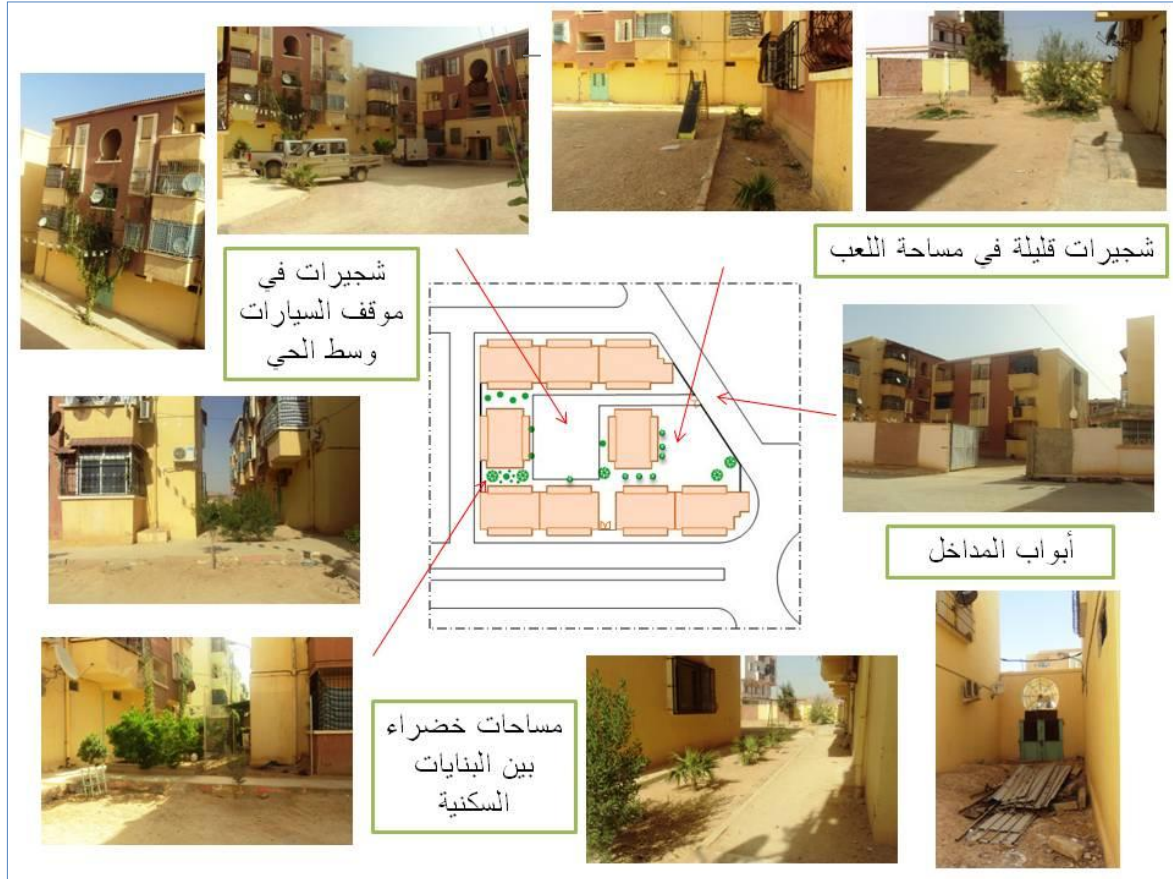 شجيرات قليلة في مساحة اللعب
شجيرات في
موقف السيارات
وسط الحي
أبواب المداخل
مساحات خضراء
بين البنايات
السكنية